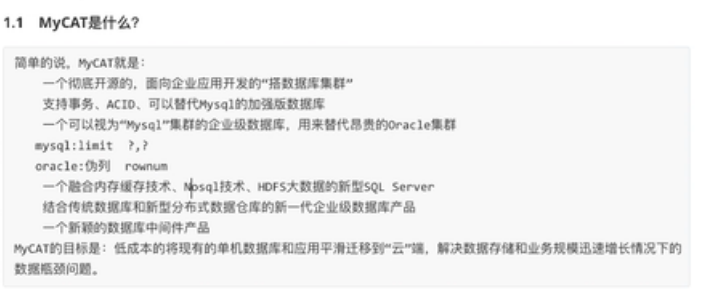 1.1 MyCAT是什么?
简单的说，MyCAT就是：
一个彻底开源的，面向企业应用开发的“搭数据库集群”
支持事务、ACID、可以替代Mysql的加强版数据库
一个可以视为“Mysql”集群的企业级数据库，用来替代昂贵的Oracle集群
mysql:limit ?,?
oracle:伪列 rownum
一个融合内存缓存技术、Nosql技术、HDFS大数据的新型SQL Server
结合传统数据库和新型分布式数据仓库的新一代企业级数据库产品
一个新颖的数据库中间件产品
MyCAT的目标是：低成本的将现有的单机数据库和应用平滑迁移到“云”端，解决数据存储和业务规模迅速增长情况下的
数据瓶颈问题。